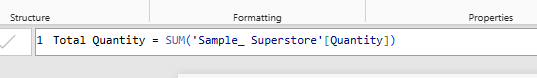 Structure Formatting Properties
1 Total Quantity = SUM('Sample_ Superstore'[Quantity])